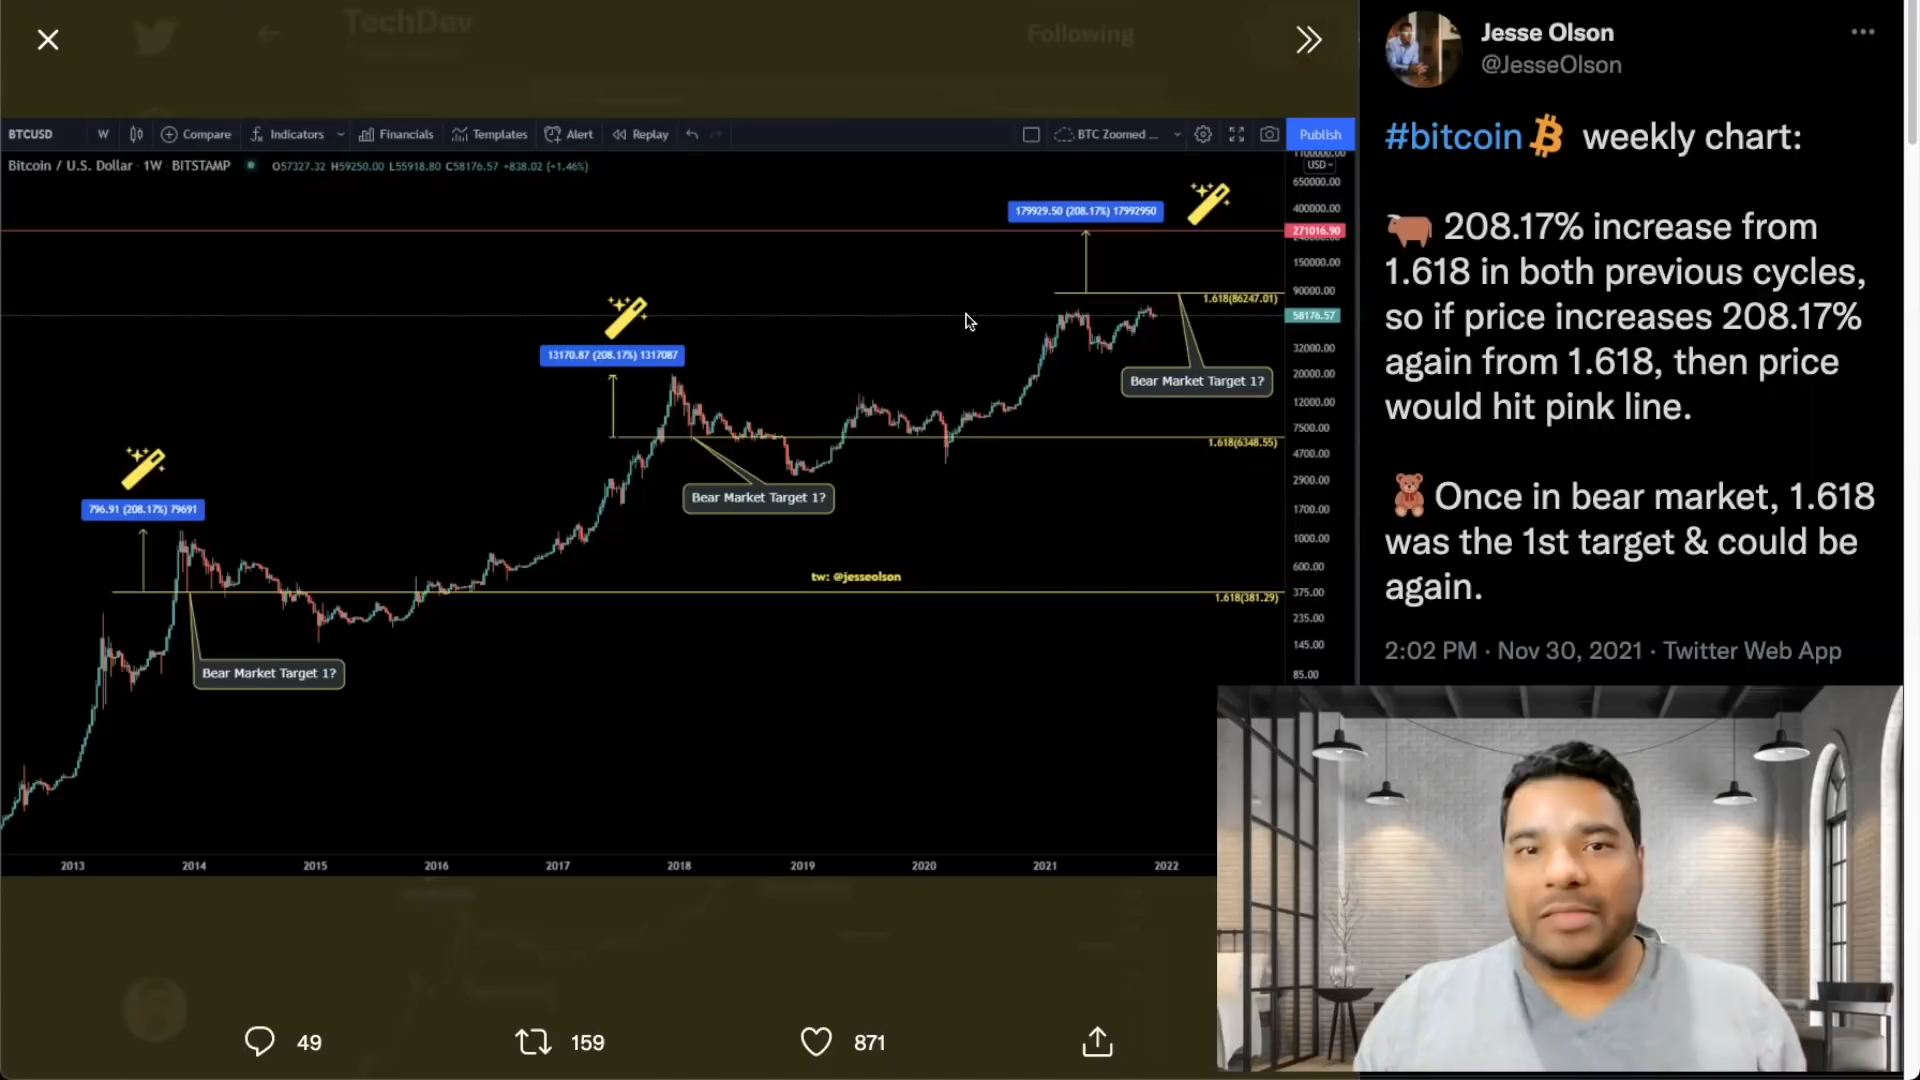 TechDev
Following
BTCUSD W Compare Indicators Financials Templates Alert Replay BTC Zoomed ... Publish
Bitcoin / U.S. Dollar · 1W · BITSTAMP O57327.32 H59250.00 L55918.80 C58176.57 +838.02 (+1.46%)
USD
650000.00
179929.50 (208.17%) 17992950
400000.00
271016.90
150000.00
90000.00
1.618(86247.01)
58176.57
13170.87 (208.17%) 1317087
32000.00
20000.00
Bear Market Target 1?
12000.00
7500.00
1.618(6348.55)
4700.00
2900.00
Bear Market Target 1?
796.91 (208.17%) 79691
1700.00
1000.00
600.00
tw: @jesseolson
375.00
1.618(381.29)
235.00
145.00
Bear Market Target 1?
85.00
2013 2014 2015 2016 2017 2018 2019 2020 2021 2022
49 159 871
Jesse Olson
@JesseOlson
#bitcoin weekly chart:
208.17% increase from
1.618 in both previous cycles,
so if price increases 208.17%
again from 1.618, then price
would hit pink line.
Once in bear market, 1.618
was the 1st target & could be
again.
2:02 PM · Nov 30, 2021 · Twitter Web App